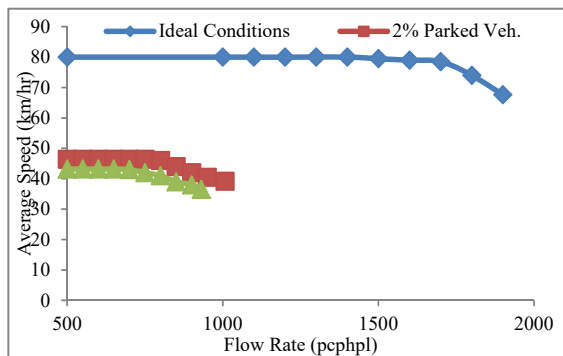 Ideal Conditions 2% Parked Veh.
90
80
70
60
50
40
30
20
10
0
Average Speed (km/hr)
500 1000 1500 2000
Flow Rate (pcphpl)